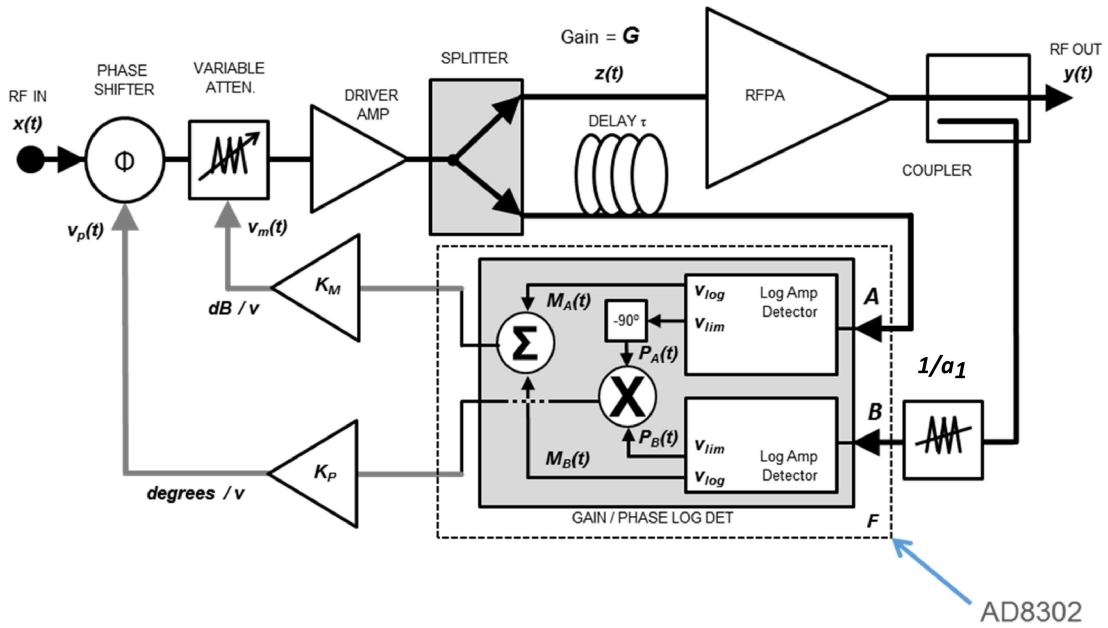 Gain = G
SPLITTER
z(t)
RF OUT
y(t)
PHASE
SHIFTER
VARIABLE
ATTEN.
RF IN
x(t)
DRIVER
AMP
RFPA
DELAY τ
Φ
COUPLER
vp(t)
vm(t)
KM
dB / v
MA(t)
vlog
Log Amp
Detector
A
-90º
vlim
Σ
PA(t)
1/a1
X
B
PB(t)
vlim
MB(t)
Log Amp
Detector
vlog
KP
degrees / v
GAIN / PHASE LOG DET
F
AD8302